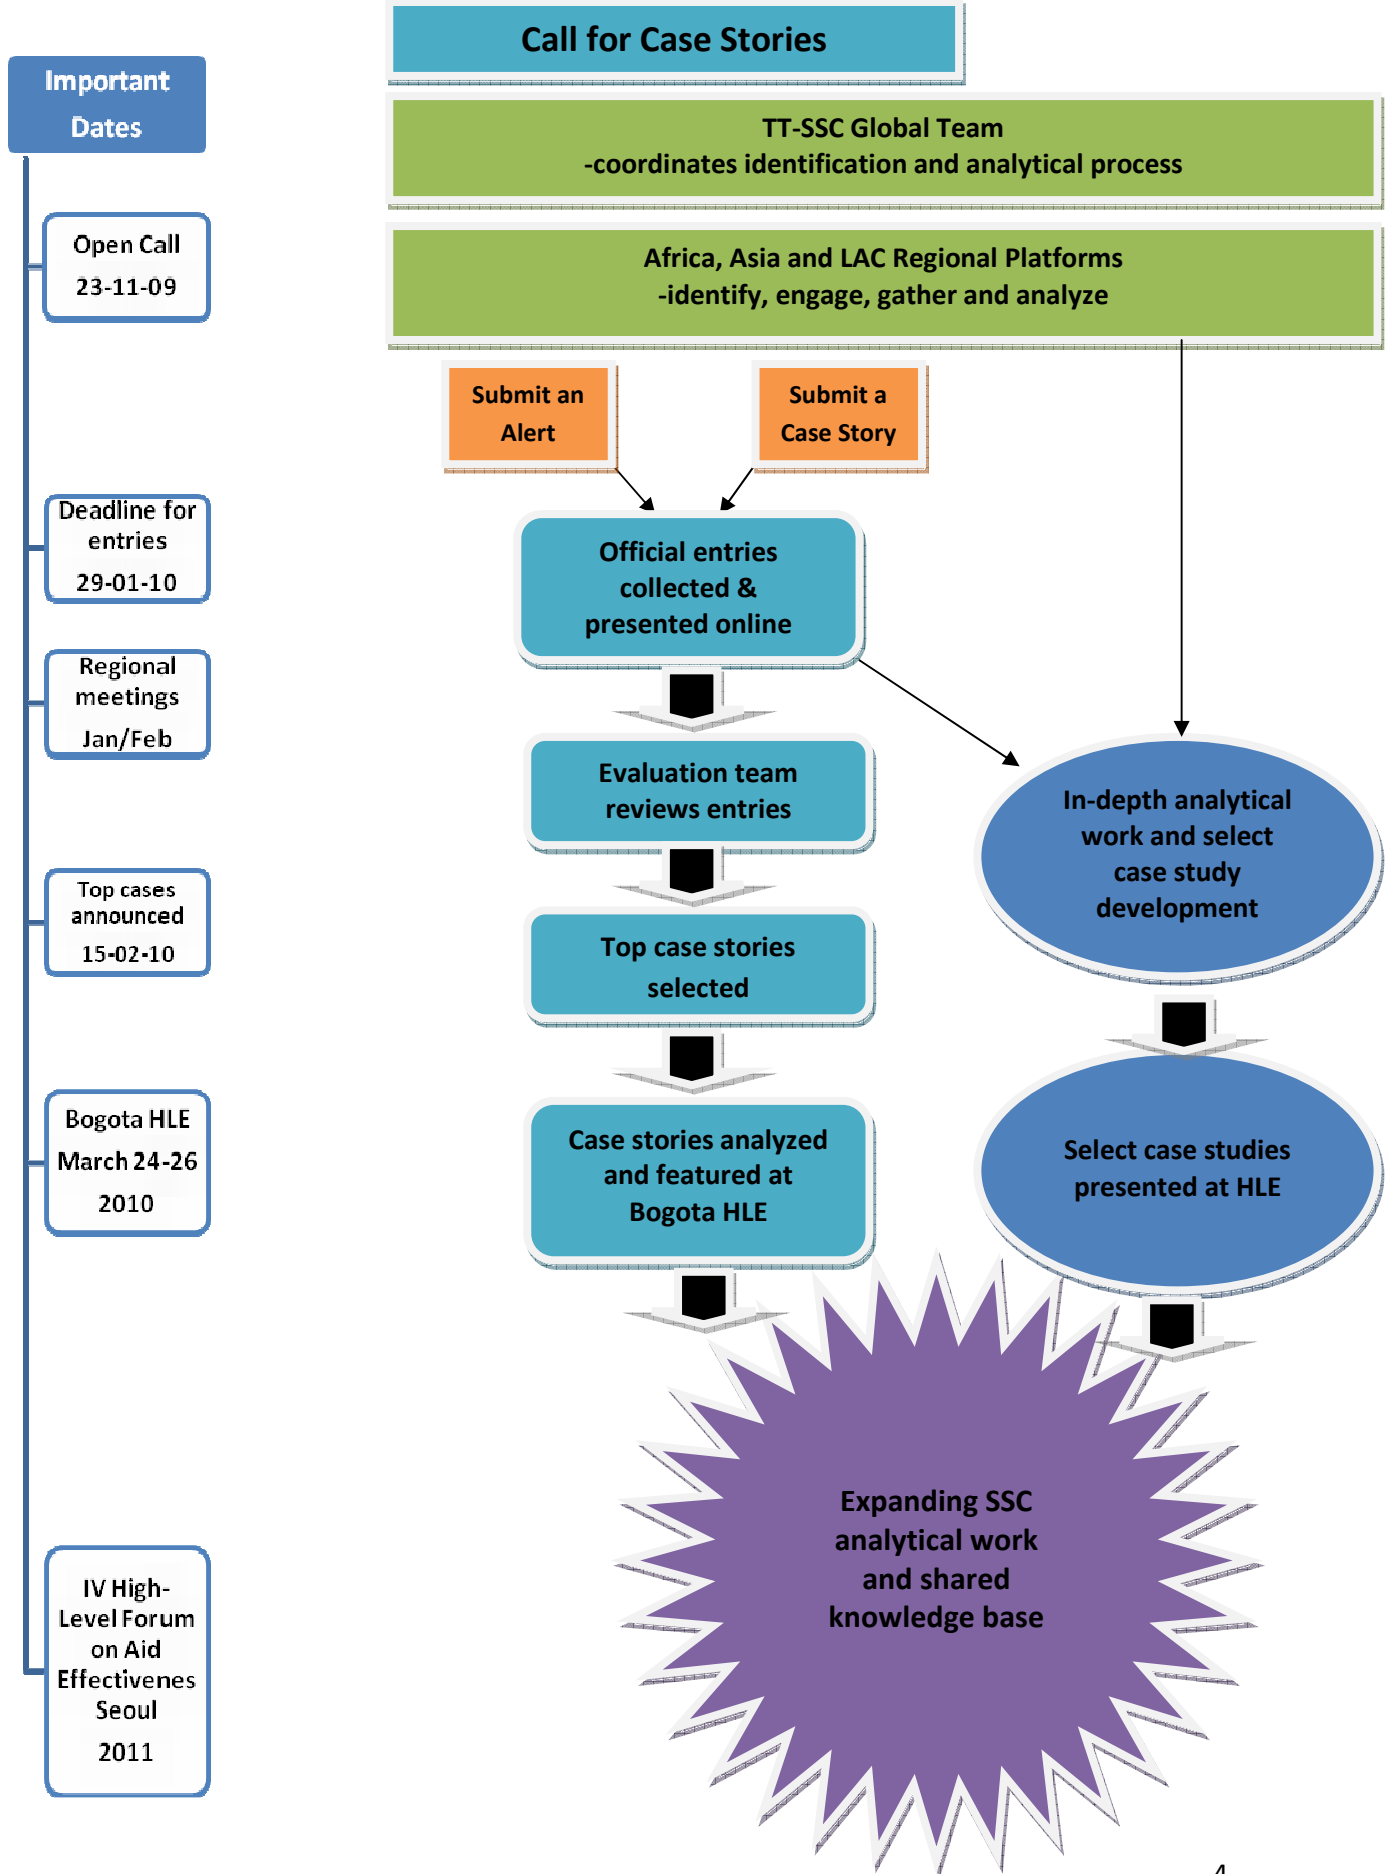 Call for Case Stories
Important
Dates
TT-SSC Global Team
-coordinates identification and analytical process
Open Call
23-11-09
Africa, Asia and LAC Regional Platforms
-identify, engage, gather and analyze
Submit an
Alert
Submit a
Case Story
Deadline for
entries
29-01-10
Official entries
collected &
presented online
Regional
meetings
Jan/Feb
Evaluation team
reviews entries
In-depth analytical
work and select
case study
development
Top cases
announced
15-02-10
Top case stories
selected
Bogota HLE
March 24-26
2010
Case stories analyzed
and featured at
Bogota HLE
Select case studies
presented at HLE
Expanding SSC
analytical work
and shared
knowledge base
IV High-
Level Forum
on Aid
Effectivenes
Seoul
2011
4